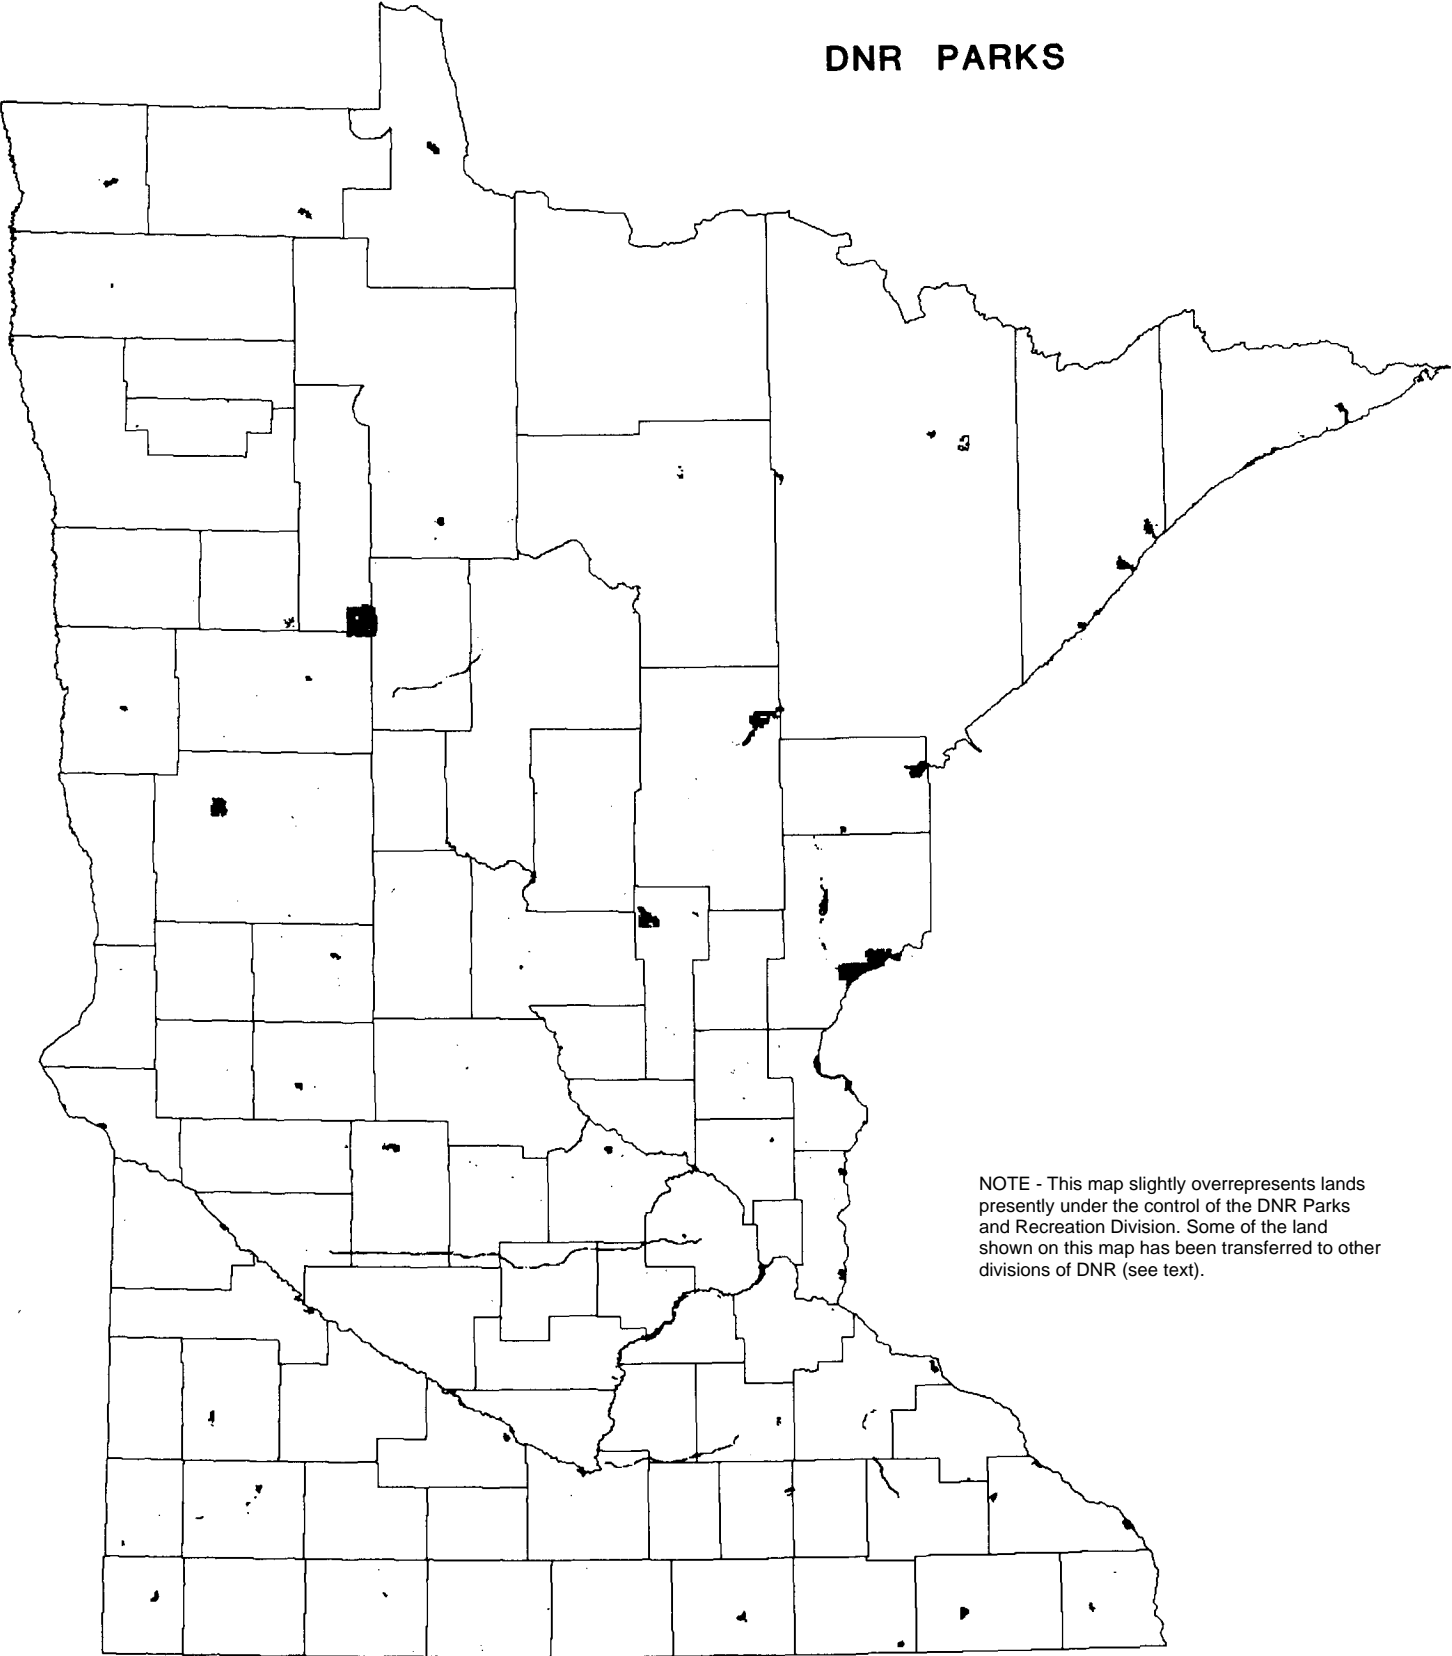 DNR PARKS
NOTE - This map slightly overrepresents lands
presently under the control of the DNR Parks
and Recreation Division. Some of the land
shown on this map has been transferred to other
divisions of DNR (see text).